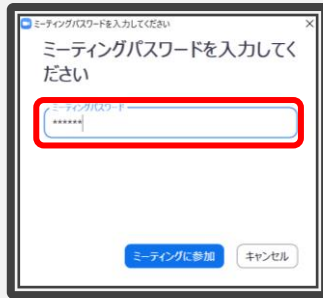 ミーティングパスワードを入力してください
ミーティングパスワードを入力してく
ださい
ミーティングパスワード
******
ミーティングに参加
キャンセル